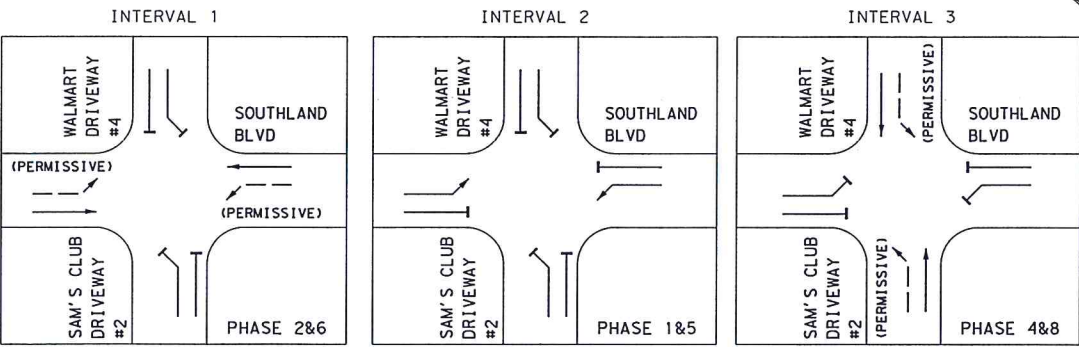 INTERVAL 1
WALMART
DRIVEWAY
#4
SOUTHLAND
BLVD
(PERMISSIVE)
(PERMISSIVE)
SAM'S CLUB
DRIVEWAY
#2
PHASE 2&6
INTERVAL 2
WALMART
DRIVEWAY
#4
SOUTHLAND
BLVD
SAM'S CLUB
DRIVEWAY
#2
PHASE 1&5
INTERVAL 3
WALMART
DRIVEWAY
#4
(PERMISSIVE)
SOUTHLAND
BLVD
SAM'S CLUB
DRIVEWAY
#2
(PERMISSIVE)
PHASE 4&8